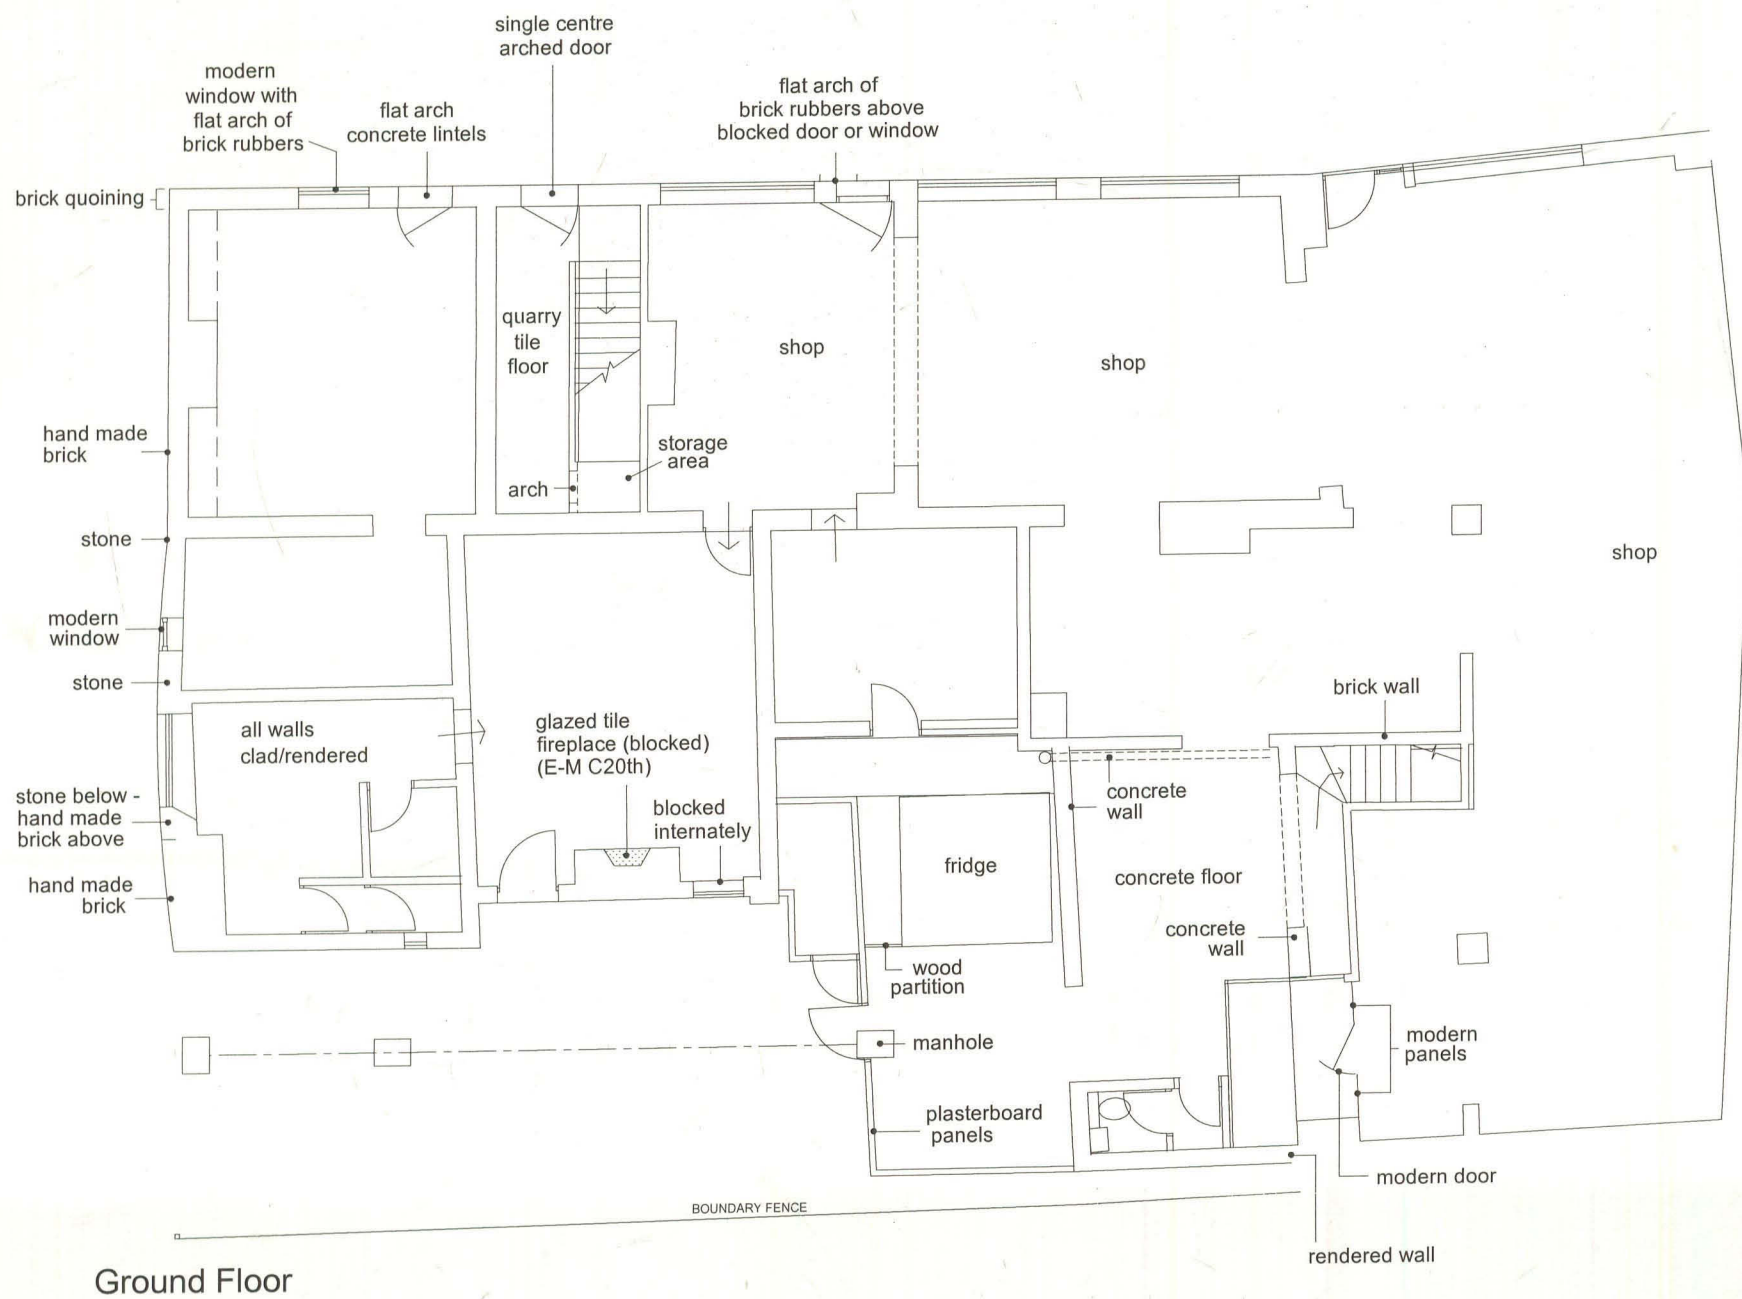 single centre
arched door
modern
window with
flat arch of
brick rubbers
flat arch
concrete lintels
flat arch of
brick rubbers above
blocked door or window
brick quoining
quarry
tile
floor
shop
shop
hand made
brick
storage
area
arch
stone
shop
modern
window
stone
brick wall
all walls
clad/rendered
glazed tile
fireplace (blocked)
(E-M C20th)
stone below -
hand made
brick above
blocked
internately
concrete
wall
fridge
concrete floor
hand made
brick
concrete
wall
wood
partition
manhole
modern
panels
plasterboard
panels
modern door
BOUNDARY FENCE
rendered wall
Ground Floor